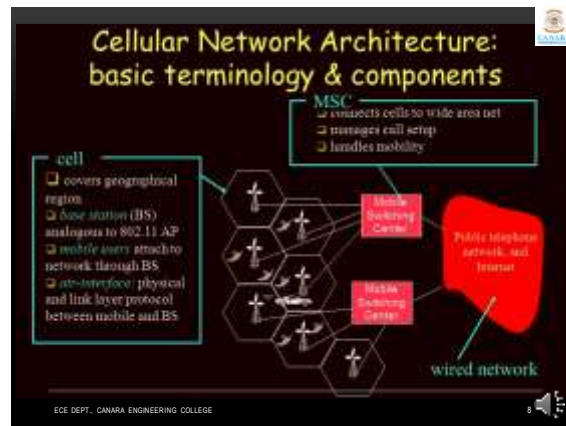 CANARA
Cellular Network Architecture:
basic terminology & components
MSC
❑ connects cells to wide area net
❑ manages call setup
❑ handles mobility
cell
❑ covers geographical
region
❑ base station (BS)
analogous to 802.11 AP
❑ mobile users attach to
network through BS
❑ air-interface: physical
and link layer protocol
between mobile and BS
Mobile
Switching
Center
Public telephone
network, and
Internet
Mobile
Switching
Center
wired network
ECE DEPT., CANARA ENGINEERING COLLEGE
8